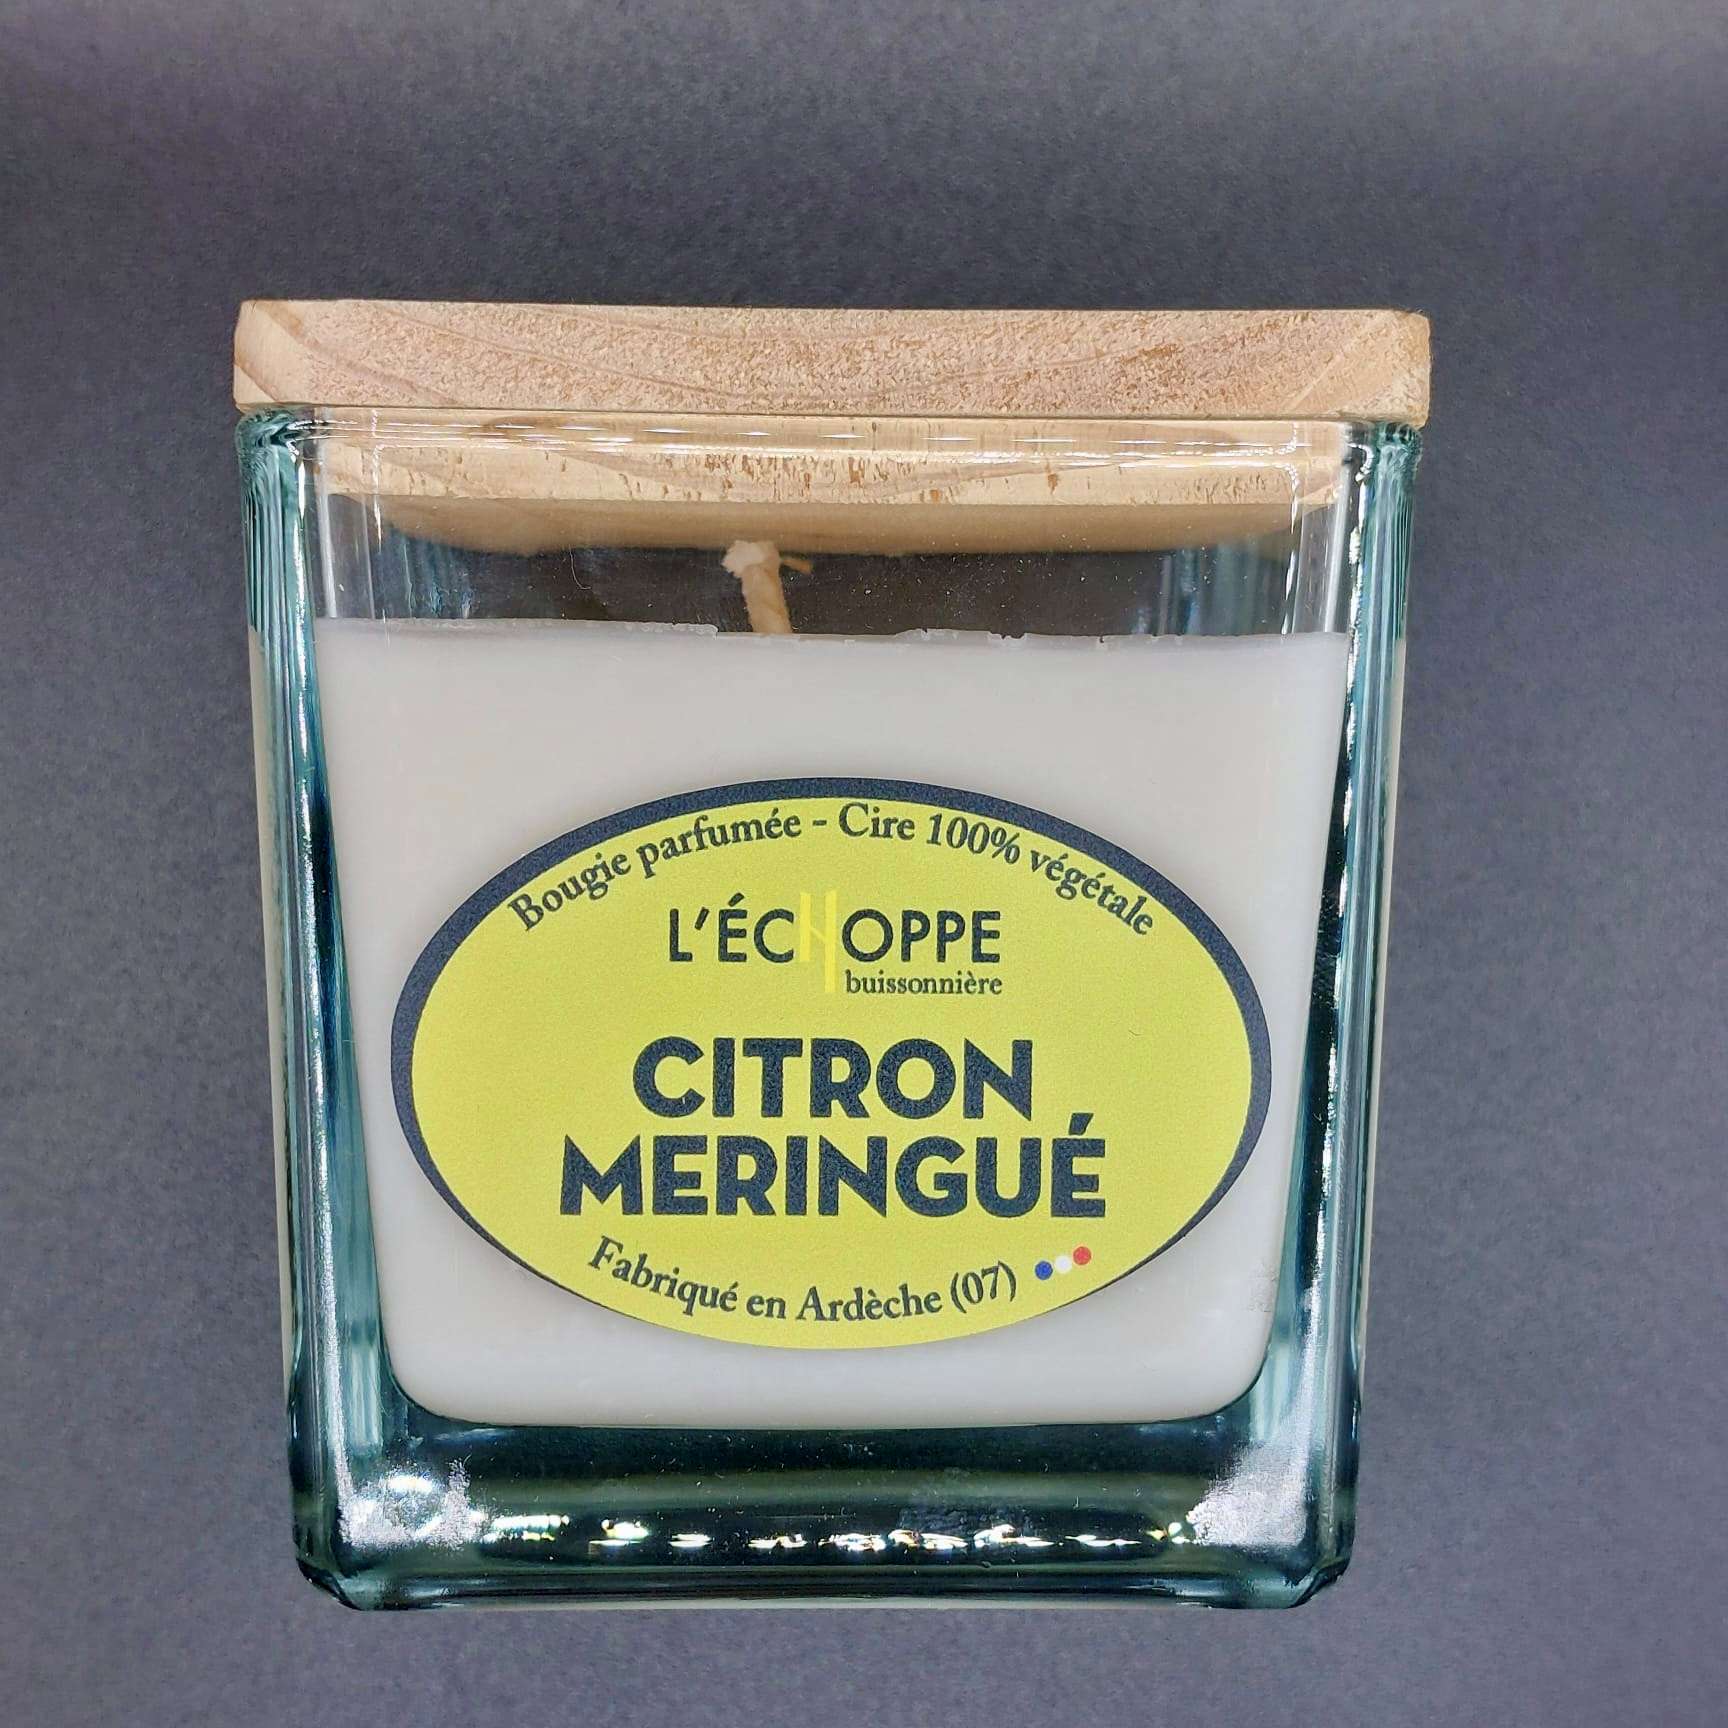 Bougie parfumée - Cire 100% végétale
L'ÉCHOPPE
buissonnière
CITRON
MERINGUÉ
Fabriqué en Ardèche (07)